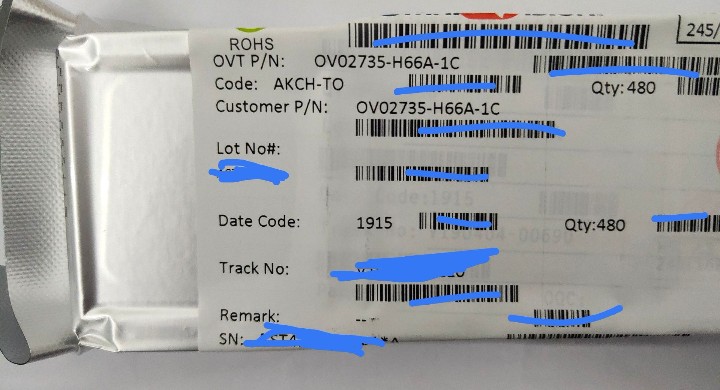 245/
ROHS
OVT P/N: OV02735-H66A-1C
Code: AKCH-TO
Qty:480
Customer P/N: OV02735-H66A-1C
Lot No#:
Date Code: 1915
Qty:480
Track No:
Remark:
SN: